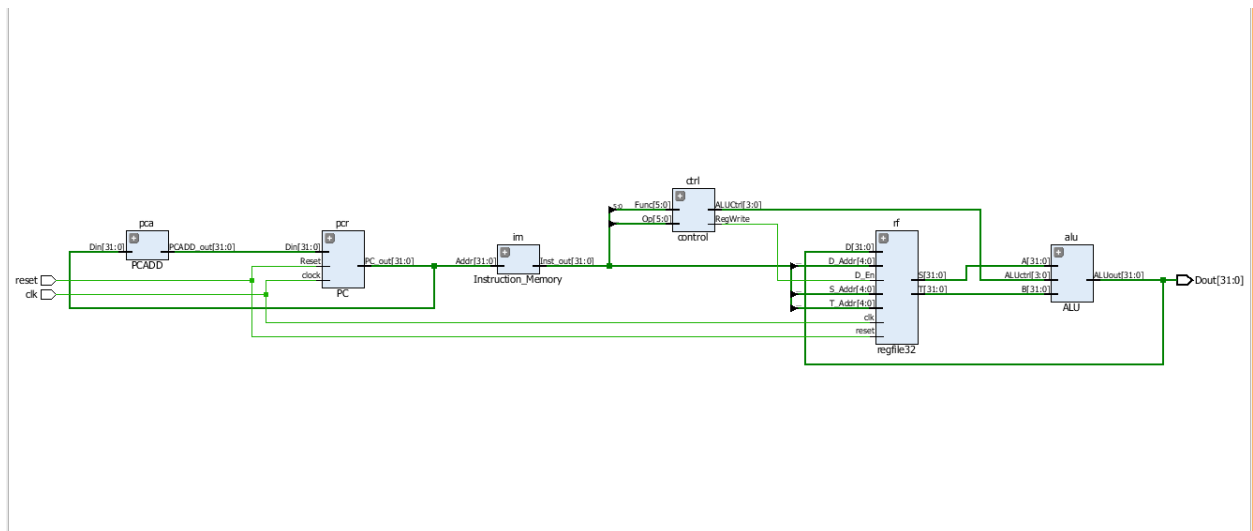 reset
clk
pca
Din[31:0]
PCADD_out[31:0]
PCADD
pcr
Din[31:0]
Reset
clock
PC_out[31:0]
PC
im
Addr[31:0]
Inst_out[31:0]
Instruction_Memory
ctrl
5:0
Func[5:0]
Op[5:0]
ALUCtrl[3:0]
RegWrite
control
rf
D[31:0]
D_Addr[4:0]
D_En
S_Addr[4:0]
T_Addr[4:0]
clk
reset
S[31:0]
T[31:0]
regfile32
alu
A[31:0]
ALUctrl[3:0]
B[31:0]
ALUout[31:0]
ALU
Dout[31:0]